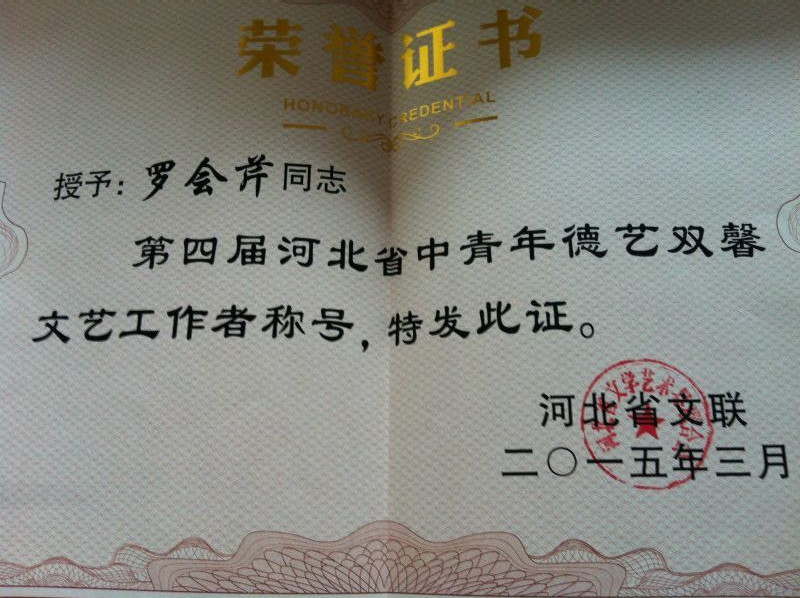 荣誉证书
HONORARY CREDENTIAL
授予：罗会芹同志
第四届河北省中青年德艺双馨
文艺工作者称号，特发此证。
河北省文联
二〇一五年三月